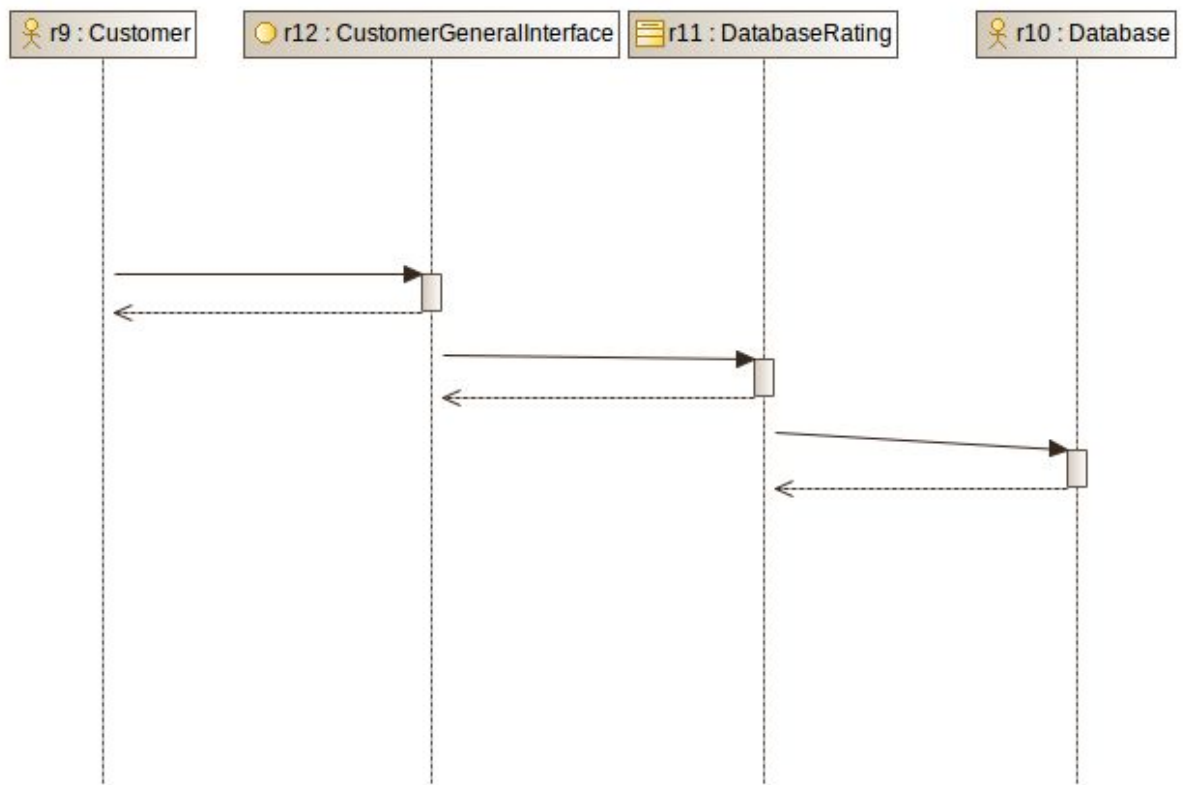 r9 : Customer
r12 : CustomerGeneralInterface
r11 : DatabaseRating
r10 : Database